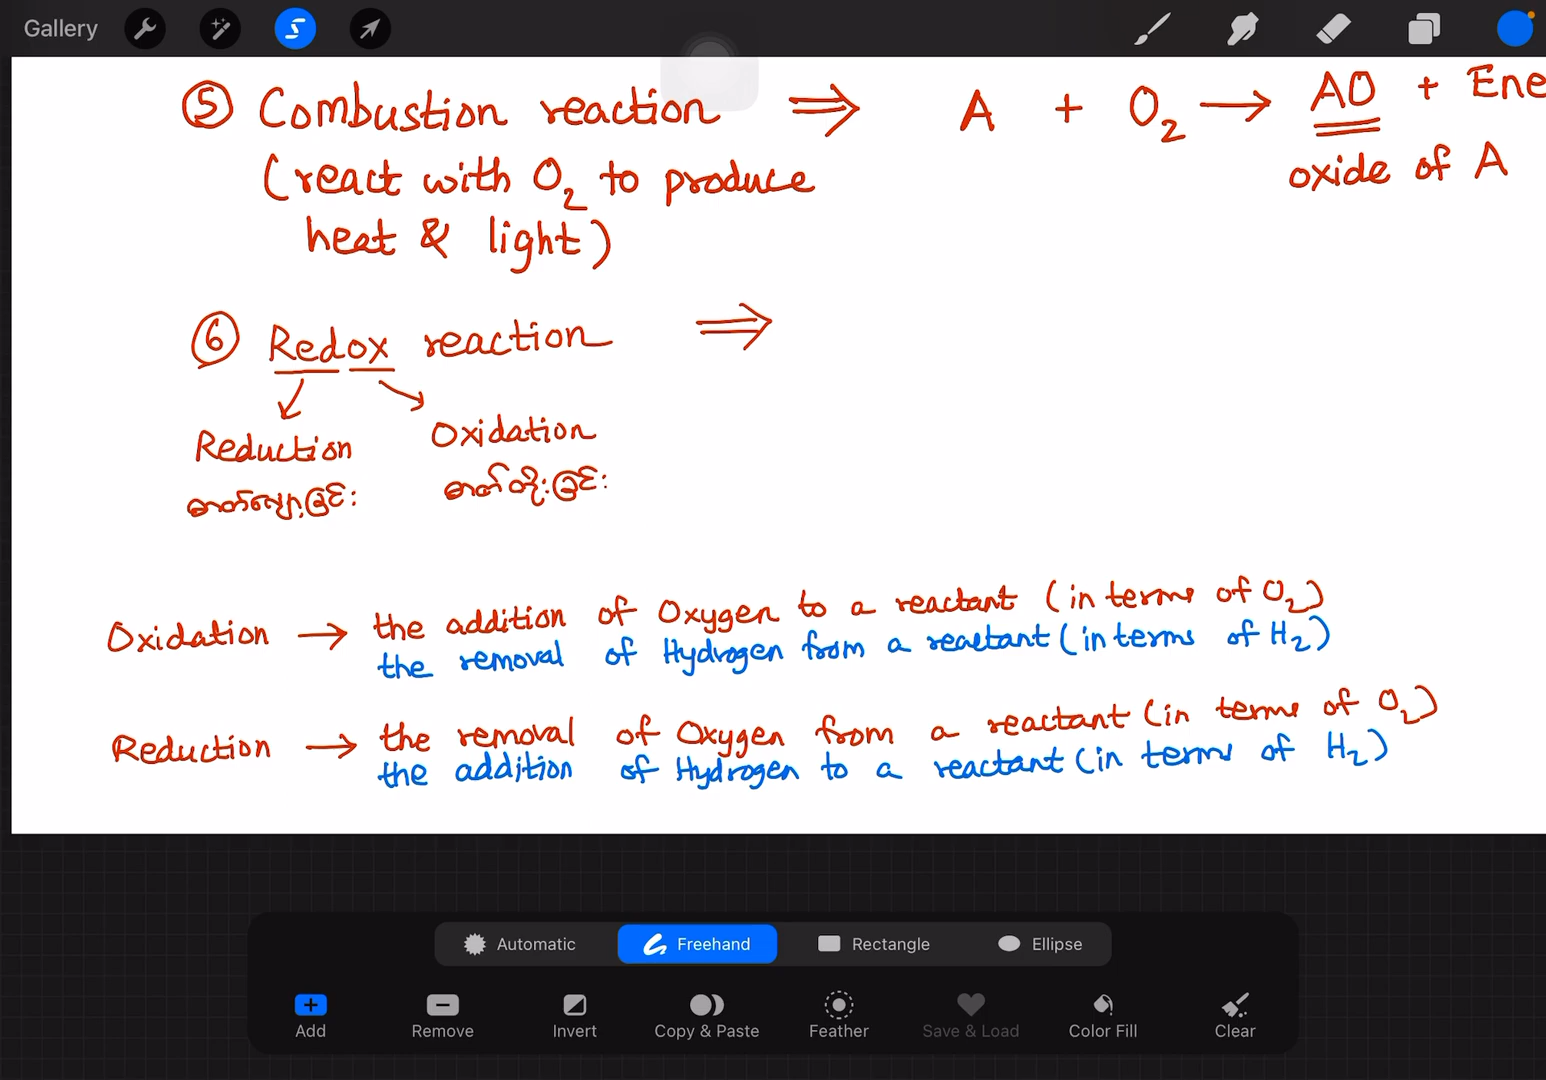 Gallery
⑤ Combustion reaction ⇒ A + O₂ → AO + Ene
(react with O₂ to produce oxide of A
heat & light)
⑥ Redox reaction ⇒
Reduction Oxidation
ဓာတ်လျော့ခြင်း ဓာတ်တိုးခြင်း
Oxidation → the addition of Oxygen to a reactant (in terms of O₂)
the removal of Hydrogen from a reactant (in terms of H₂)
Reduction → the removal of Oxygen from a reactant (in terms of O₂)
the addition of Hydrogen to a reactant (in terms of H₂)
Automatic Freehand Rectangle Ellipse
Add Remove Invert Copy & Paste Feather Save & Load Color Fill Clear